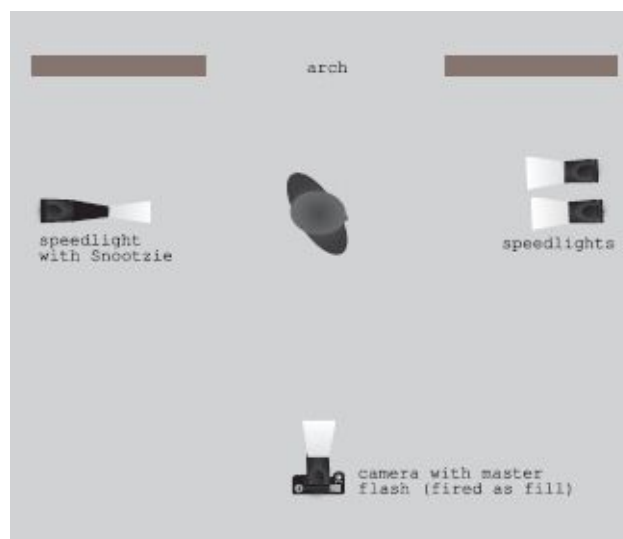 arch
speedlight
with Snootzie
speedlights
camera with master
flash (fired as fill)